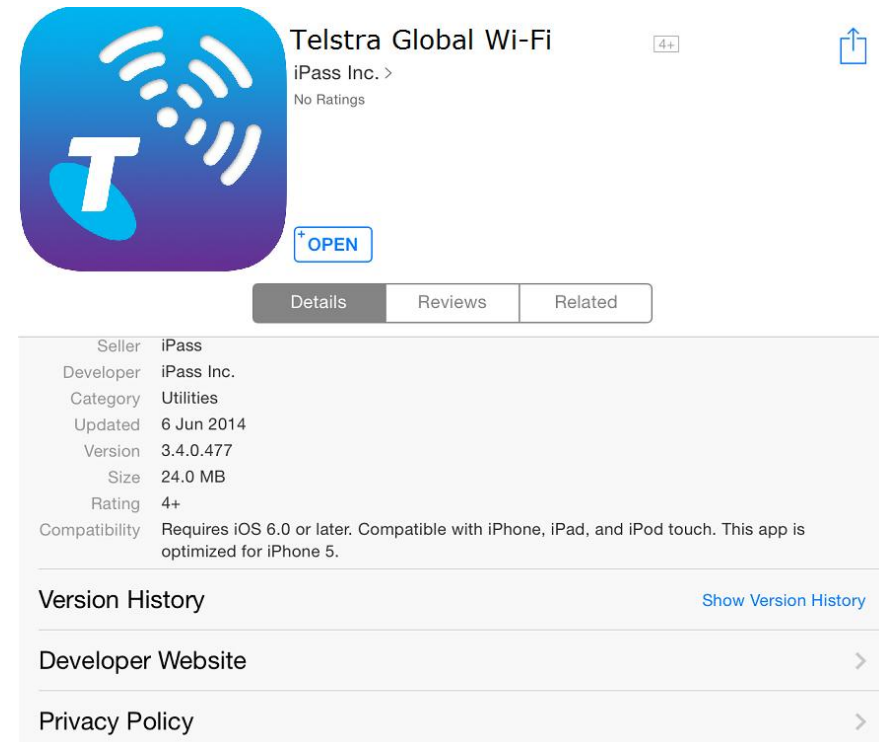 Telstra Global Wi-Fi
4+
iPass Inc. >
No Ratings
T
+ OPEN
Details Reviews Related
Seller iPass
Developer iPass Inc.
Category Utilities
Updated 6 Jun 2014
Version 3.4.0.477
Size 24.0 MB
Rating 4+
Compatibility Requires iOS 6.0 or later. Compatible with iPhone, iPad, and iPod touch. This app is
optimized for iPhone 5.
Version History Show Version History
Developer Website
Privacy Policy